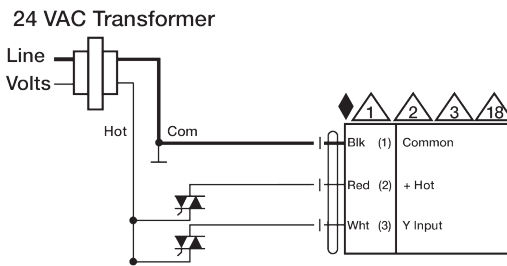 24 VAC Transformer
Line
Volts
1 2 3 18
Hot Com
Blk (1) Common
Red (2) + Hot
Wht (3) Y Input